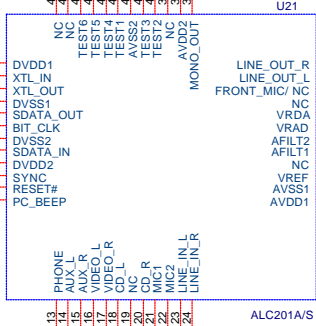 U21
NC
NC
TEST6
TEST5
TEST4
TEST1
AVSS2
TEST3
TEST2
NC
AVDD
MONO_OUT
DVDD1
XTL_IN
XTL_OUT
DVSS1
SDATA_OUT
BIT_CLK
DVSS2
SDATA_IN
DVDD2
SYNC
RESET#
PC_BEEP
LINE_OUT_R
LINE_OUT_L
FRONT_MIC/ NC
NC
VRDA
VRAD
AFILT2
AFILT1
NC
VREF
AVSS1
AVDD1
PHONE
AUX_L
AUX_R
VIDEO_L
VIDEO_R
CD_L
NC
CD_R
MIC1
MIC2
LINE_IN_L
LINE_IN_R
13
14
15
16
17
18
19
20
21
22
23
24
ALC201A/S